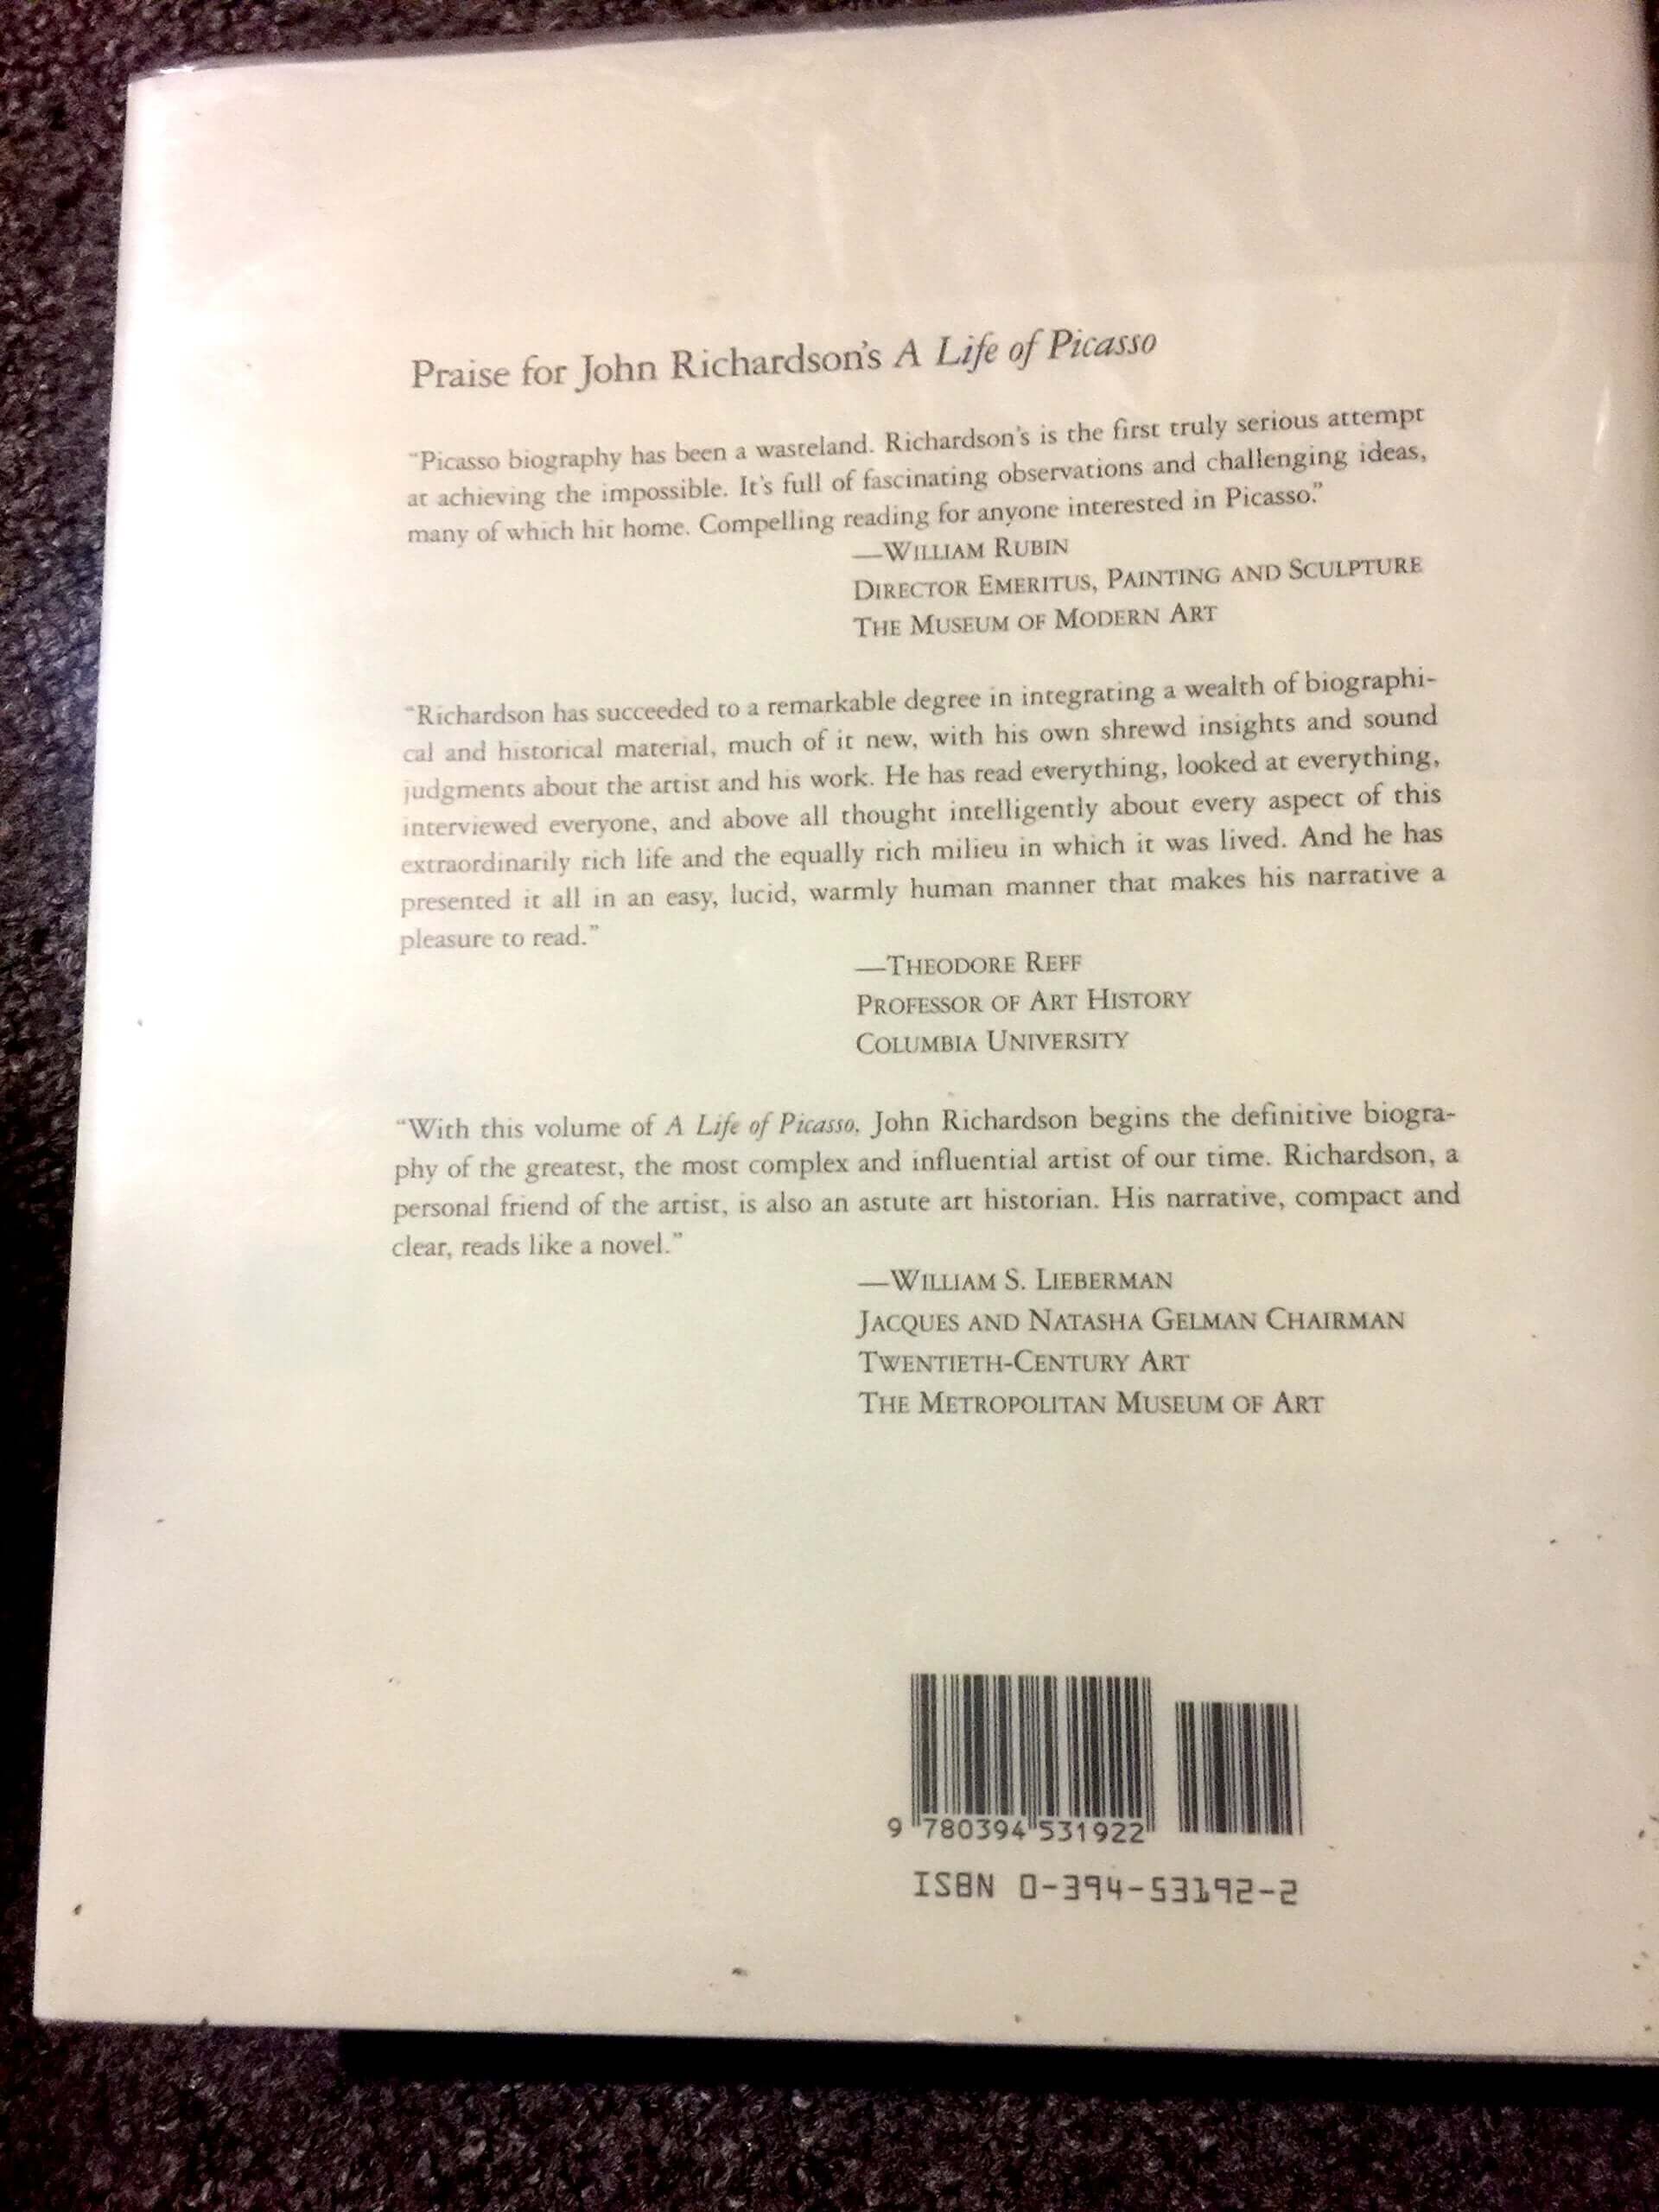 Praise for John Richardson's A Life of Picasso
“Picasso biography has been a wasteland. Richardson's is the first truly serious attempt
at achieving the impossible. It's full of fascinating observations and challenging ideas,
many of which hit home. Compelling reading for anyone interested in Picasso.”
—WILLIAM RUBIN
DIRECTOR EMERITUS, PAINTING AND SCULPTURE
THE MUSEUM OF MODERN ART
“Richardson has succeeded to a remarkable degree in integrating a wealth of biographi-
cal and historical material, much of it new, with his own shrewd insights and sound
judgments about the artist and his work. He has read everything, looked at everything,
interviewed everyone, and above all thought intelligently about every aspect of this
extraordinarily rich life and the equally rich milieu in which it was lived. And he has
presented it all in an easy, lucid, warmly human manner that makes his narrative a
pleasure to read.”
—THEODORE REFF
PROFESSOR OF ART HISTORY
COLUMBIA UNIVERSITY
“With this volume of A Life of Picasso, John Richardson begins the definitive biogra-
phy of the greatest, the most complex and influential artist of our time. Richardson, a
personal friend of the artist, is also an astute art historian. His narrative, compact and
clear, reads like a novel.”
—WILLIAM S. LIEBERMAN
JACQUES AND NATASHA GELMAN CHAIRMAN
TWENTIETH-CENTURY ART
THE METROPOLITAN MUSEUM OF ART
9 780394 531922
ISBN 0-394-53192-2